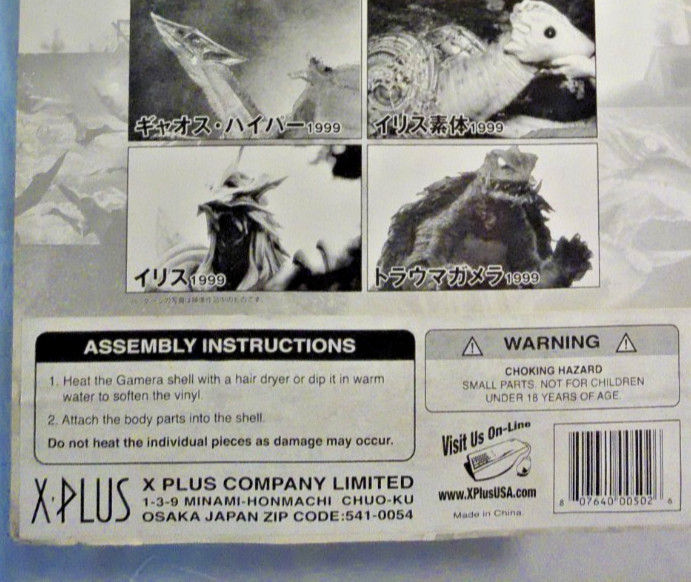 ギャオス・ハイパー1999
イリス素体1999
イリス1999
トラウマガメラ1999
ASSEMBLY INSTRUCTIONS
1. Heat the Gamera shell with a hair dryer or dip it in warm
water to soften the vinyl
2. Attach the body parts into the shell.
Do not heat the individual pieces as damage may occur.
WARNING
CHOKING HAZARD
SMALL PARTS. NOT FOR CHILDREN
UNDER 18 YEARS OF AGE.
Visit Us On-Line
www.XPlusUSA.com
Made in China.
8 07640 00502 6
X·PLUS
X PLUS COMPANY LIMITED
1-3-9 MINAMI-HONMACHI CHUO-KU
OSAKA JAPAN ZIP CODE:541-0054